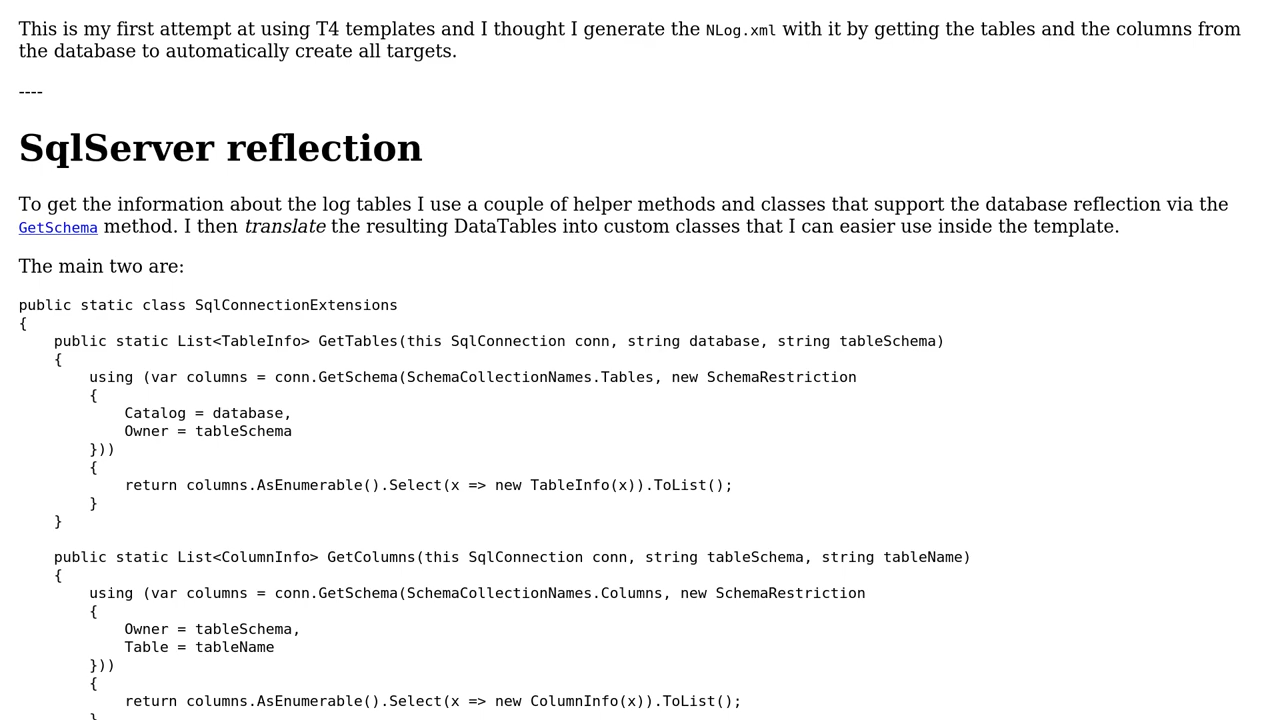 This is my first attempt at using T4 templates and I thought I generate the NLog.xml with it by getting the tables and the columns from
the database to automatically create all targets.
----
SqlServer reflection
To get the information about the log tables I use a couple of helper methods and classes that support the database reflection via the
GetSchema method. I then translate the resulting DataTables into custom classes that I can easier use inside the template.
The main two are:
public static class SqlConnectionExtensions
{
    public static List<TableInfo> GetTables(this SqlConnection conn, string database, string tableSchema)
    {
        using (var columns = conn.GetSchema(SchemaCollectionNames.Tables, new SchemaRestriction
        {
            Catalog = database,
            Owner = tableSchema
        }))
        {
            return columns.AsEnumerable().Select(x => new TableInfo(x)).ToList();
        }
    }
    public static List<ColumnInfo> GetColumns(this SqlConnection conn, string tableSchema, string tableName)
    {
        using (var columns = conn.GetSchema(SchemaCollectionNames.Columns, new SchemaRestriction
        {
            Owner = tableSchema,
            Table = tableName
        }))
        {
            return columns.AsEnumerable().Select(x => new ColumnInfo(x)).ToList();
        }